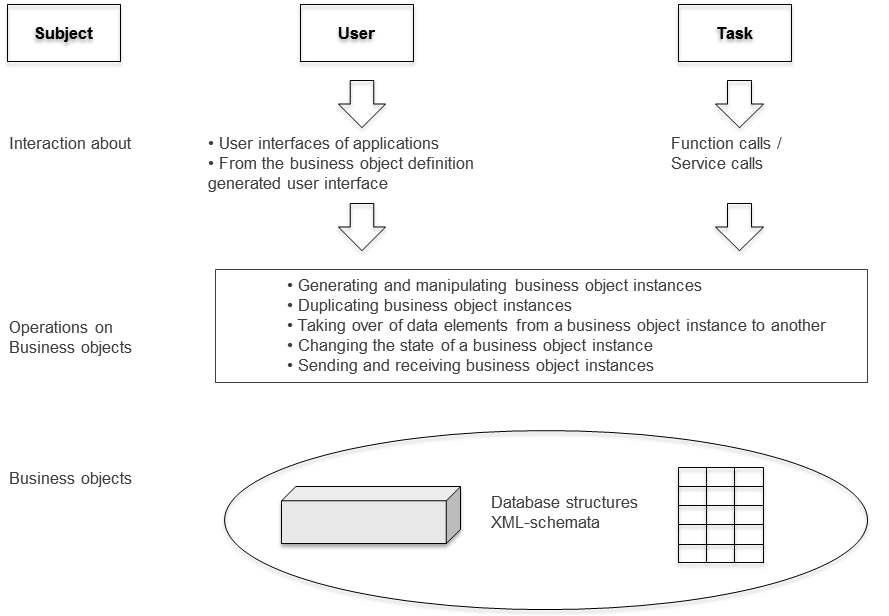 Subject
User
Task
Interaction about
• User interfaces of applications
• From the business object definition
generated user interface
Function calls /
Service calls
Operations on
Business objects
• Generating and manipulating business object instances
• Duplicating business object instances
• Taking over of data elements from a business object instance to another
• Changing the state of a business object instance
• Sending and receiving business object instances
Business objects
Database structures
XML-schemata